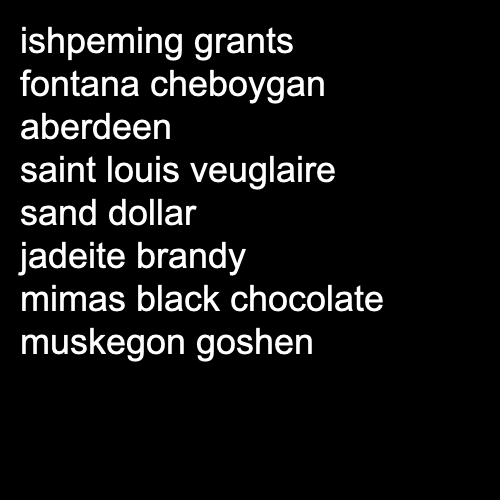 ishpeming grants
fontana cheboygan
aberdeen
saint louis veuglaire
sand dollar
jadeite brandy
mimas black chocolate
muskegon goshen